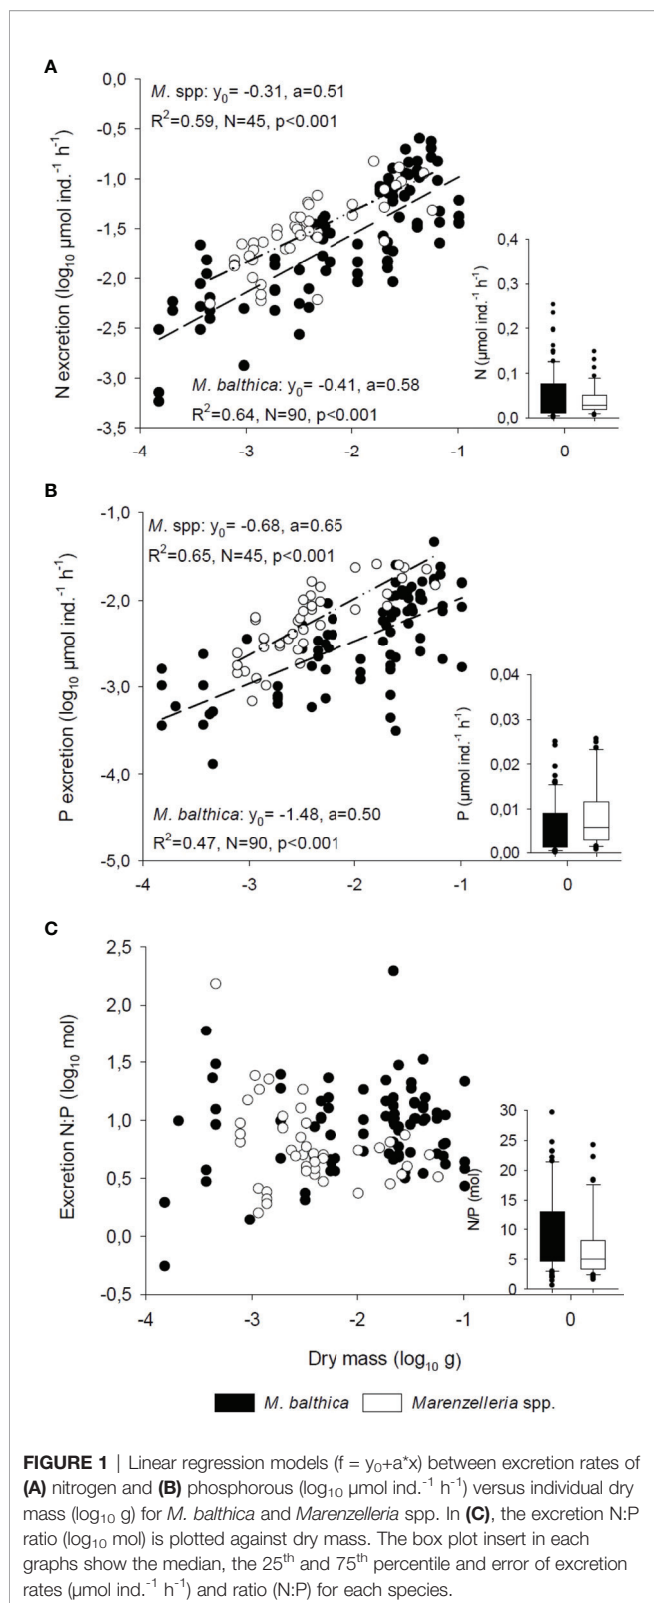 A
0,0
-0,5
-1,0
-1,5
-2,0
-2,5
-3,0
-3,5
N excretion (log10 µmol ind.-1 h-1)
M. spp: y0= -0.31, a=0.51
R2=0.59, N=45, p<0.001
M. balthica: y0= -0.41, a=0.58
R2=0.64, N=90, p<0.001
-4 -3 -2 -1 0
0,4
0,3
0,2
0,1
0,0
N (µmol ind.-1 h-1)
B
-1,0
-2,0
-3,0
-4,0
-5,0
P excretion (log10 µmol ind.-1 h-1)
M. spp: y0= -0.68, a=0.65
R2=0.65, N=45, p<0.001
M. balthica: y0= -1.48, a=0.50
R2=0.47, N=90, p<0.001
-4 -3 -2 -1 0
0,04
0,03
0,02
0,01
0,00
P (µmol ind.-1 h-1)
C
2,5
2,0
1,5
1,0
0,5
0,0
-0,5
Excretion N:P (log10 mol)
-4 -3 -2 -1 0
30
25
20
15
10
5
0
N/P (mol)
Dry mass (log10 g)
M. balthica Marenzelleria spp.
FIGURE 1 | Linear regression models (f = y0+a*x) between excretion rates of
(A) nitrogen and (B) phosphorous (log10 µmol ind.-1 h-1) versus individual dry
mass (log10 g) for M. balthica and Marenzelleria spp. In (C), the excretion N:P
ratio (log10 mol) is plotted against dry mass. The box plot insert in each
graphs show the median, the 25th and 75th percentile and error of excretion
rates (µmol ind.-1 h-1) and ratio (N:P) for each species.